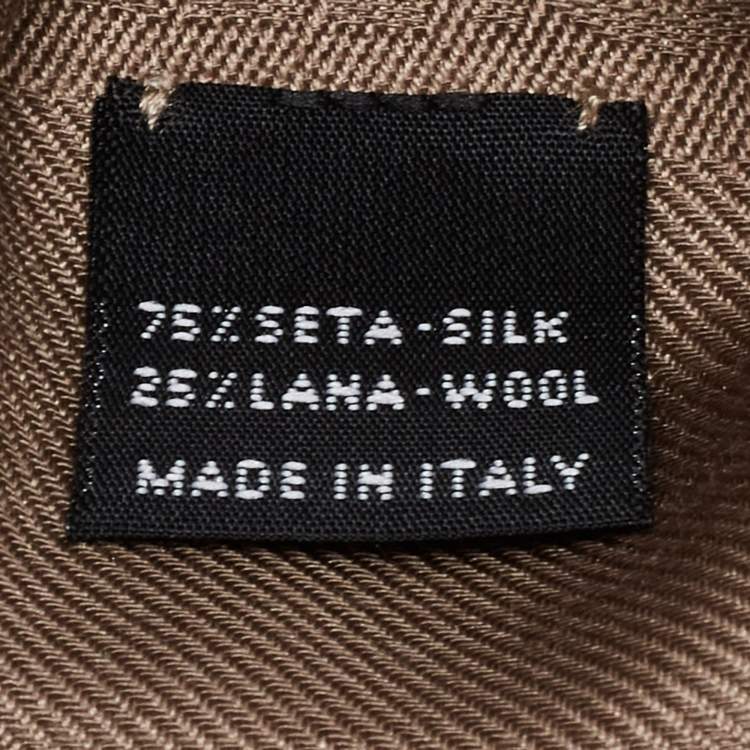 75% SETA-SILK
25% LANA-WOOL
MADE IN ITALY